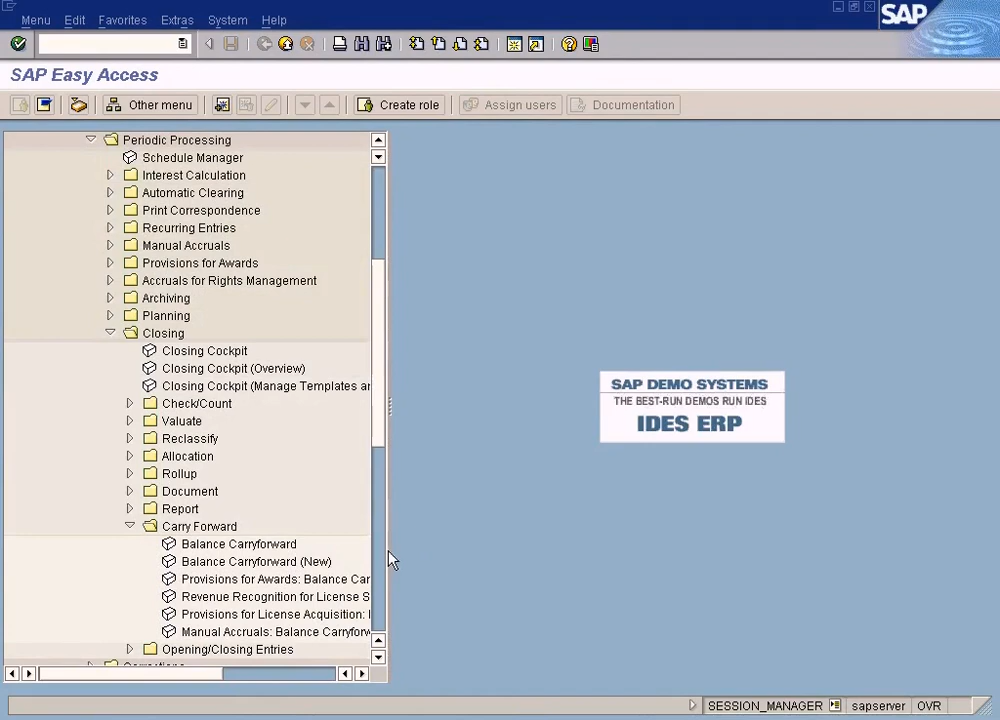 Menu Edit Favorites Extras System Help
SAP
SAP Easy Access
Other menu Create role Assign users Documentation
Periodic Processing
Schedule Manager
Interest Calculation
Automatic Clearing
Print Correspondence
Recurring Entries
Manual Accruals
Provisions for Awards
Accruals for Rights Management
Archiving
Planning
Closing
Closing Cockpit
Closing Cockpit (Overview)
Closing Cockpit (Manage Templates ar
Check/Count
Valuate
Reclassify
Allocation
Rollup
Document
Report
Carry Forward
Balance Carryforward
Balance Carryforward (New)
Provisions for Awards: Balance Car
Revenue Recognition for License S
Provisions for License Acquisition:
Manual Accruals: Balance Carryforw
Opening/Closing Entries
SAP DEMO SYSTEMS
THE BEST-RUN DEMOS RUN IDES
IDES ERP
SESSION_MANAGER sapserver OVR